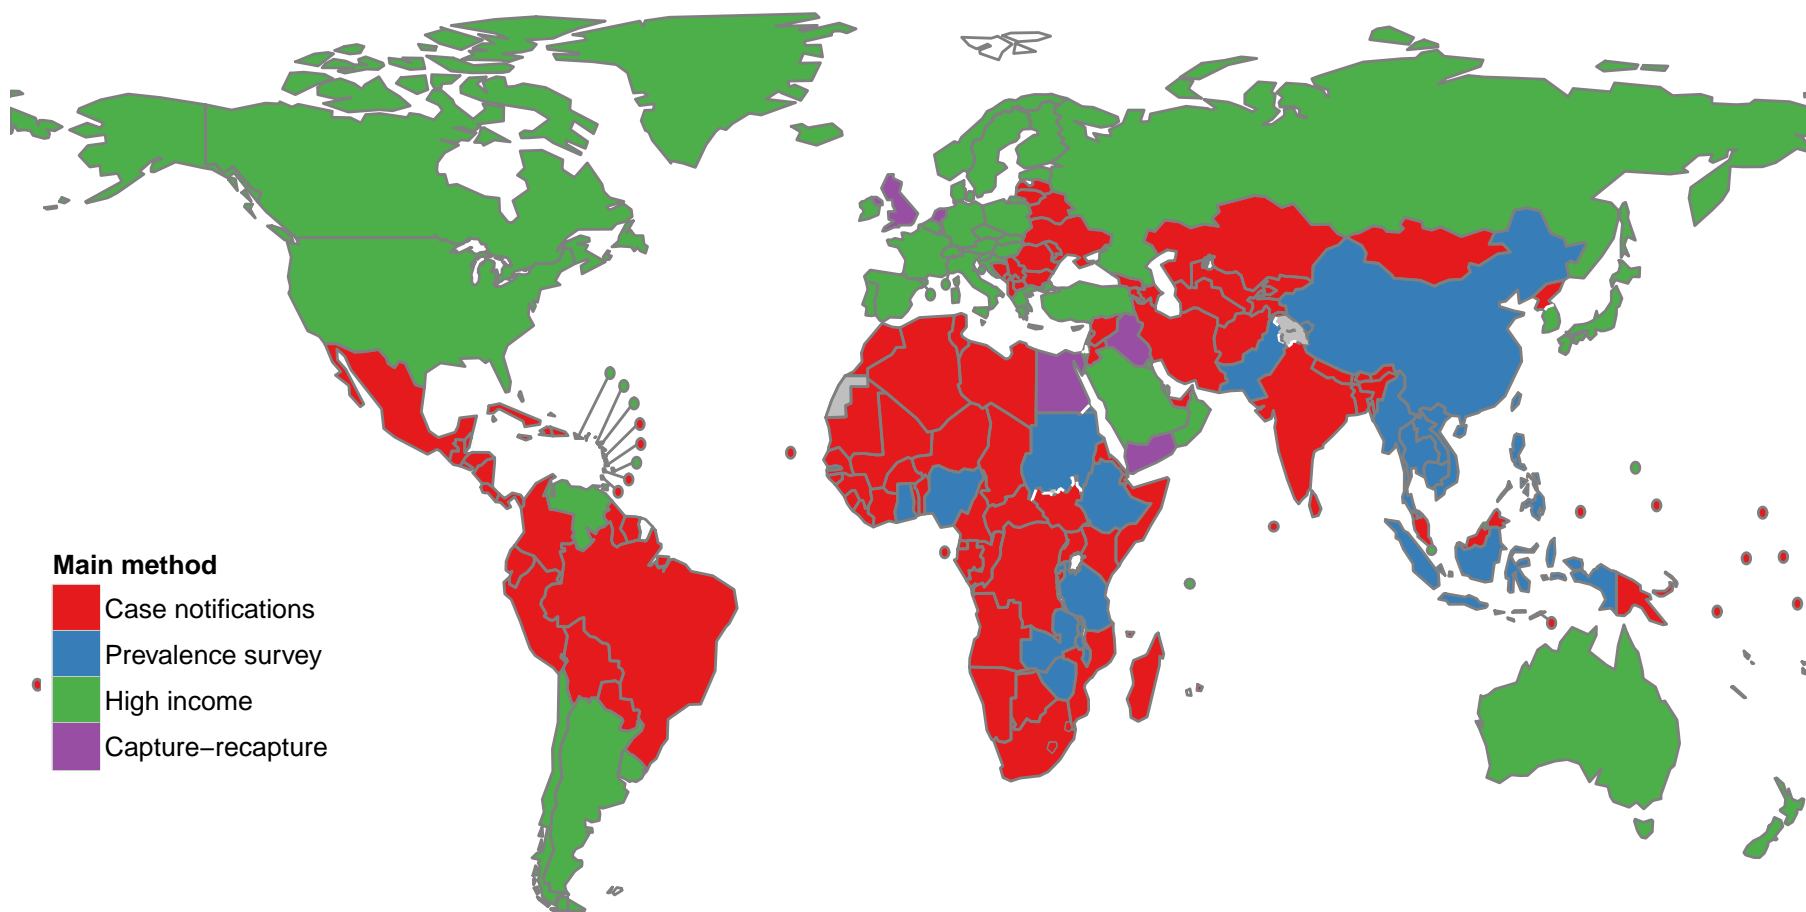 Main method
Case notifications
Prevalence survey
High income
Capture−recapture